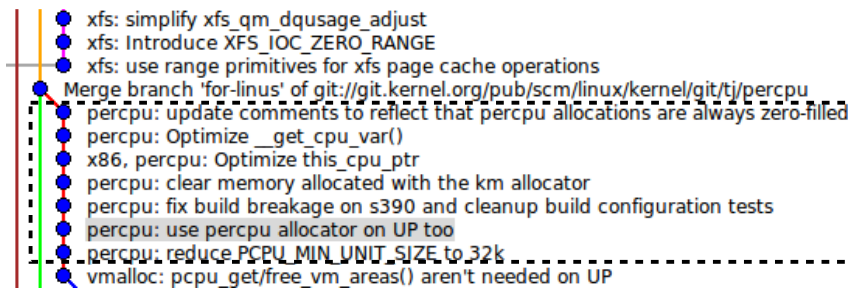 xfs: simplify xfs_qm_dqusage_adjust
xfs: Introduce XFS_IOC_ZERO_RANGE
xfs: use range primitives for xfs page cache operations
Merge branch 'for-linus' of git://git.kernel.org/pub/scm/linux/kernel/git/tj/percpu
percpu: update comments to reflect that percpu allocations are always zero-filled
percpu: Optimize __get_cpu_var()
x86, percpu: Optimize this_cpu_ptr
percpu: clear memory allocated with the km allocator
percpu: fix build breakage on s390 and cleanup build configuration tests
percpu: use percpu allocator on UP too
percpu: reduce PCPU_MIN_UNIT_SIZE to 32k
vmalloc: pcpu_get/free_vm_areas() aren't needed on UP